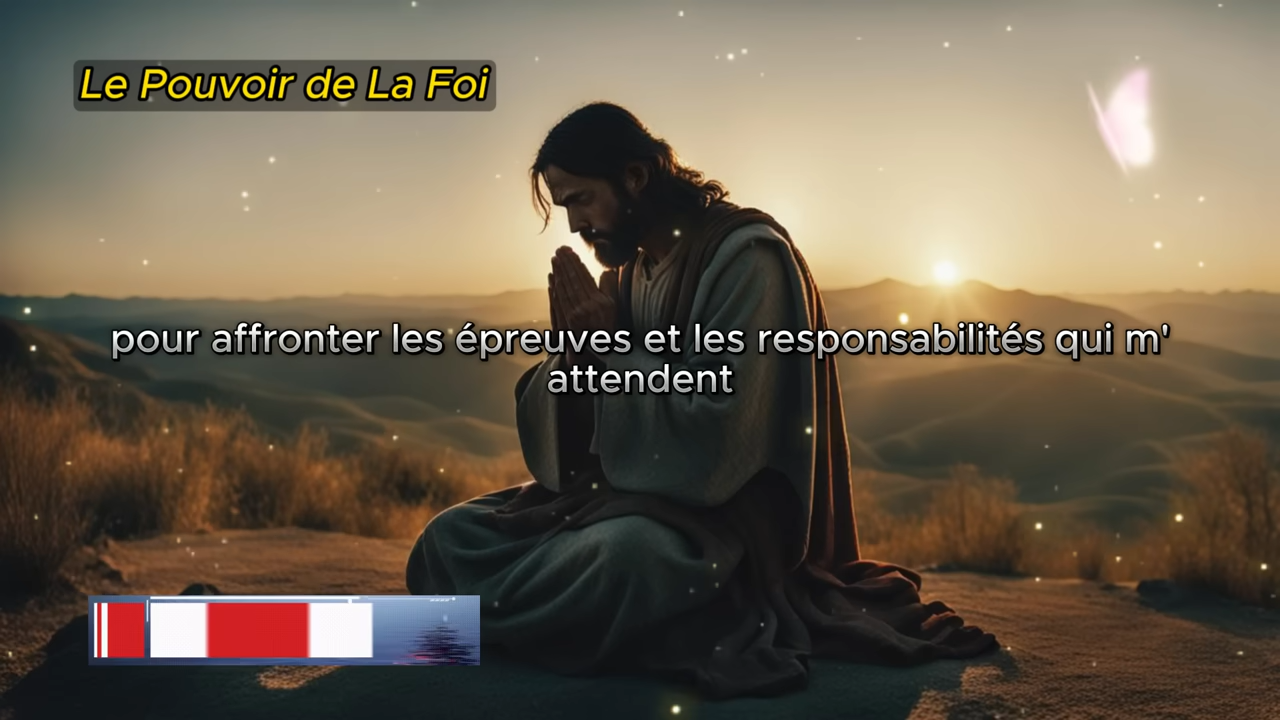 Le Pouvoir de La Foi
pour affronter les épreuves et les responsabilités qui m'
attendent